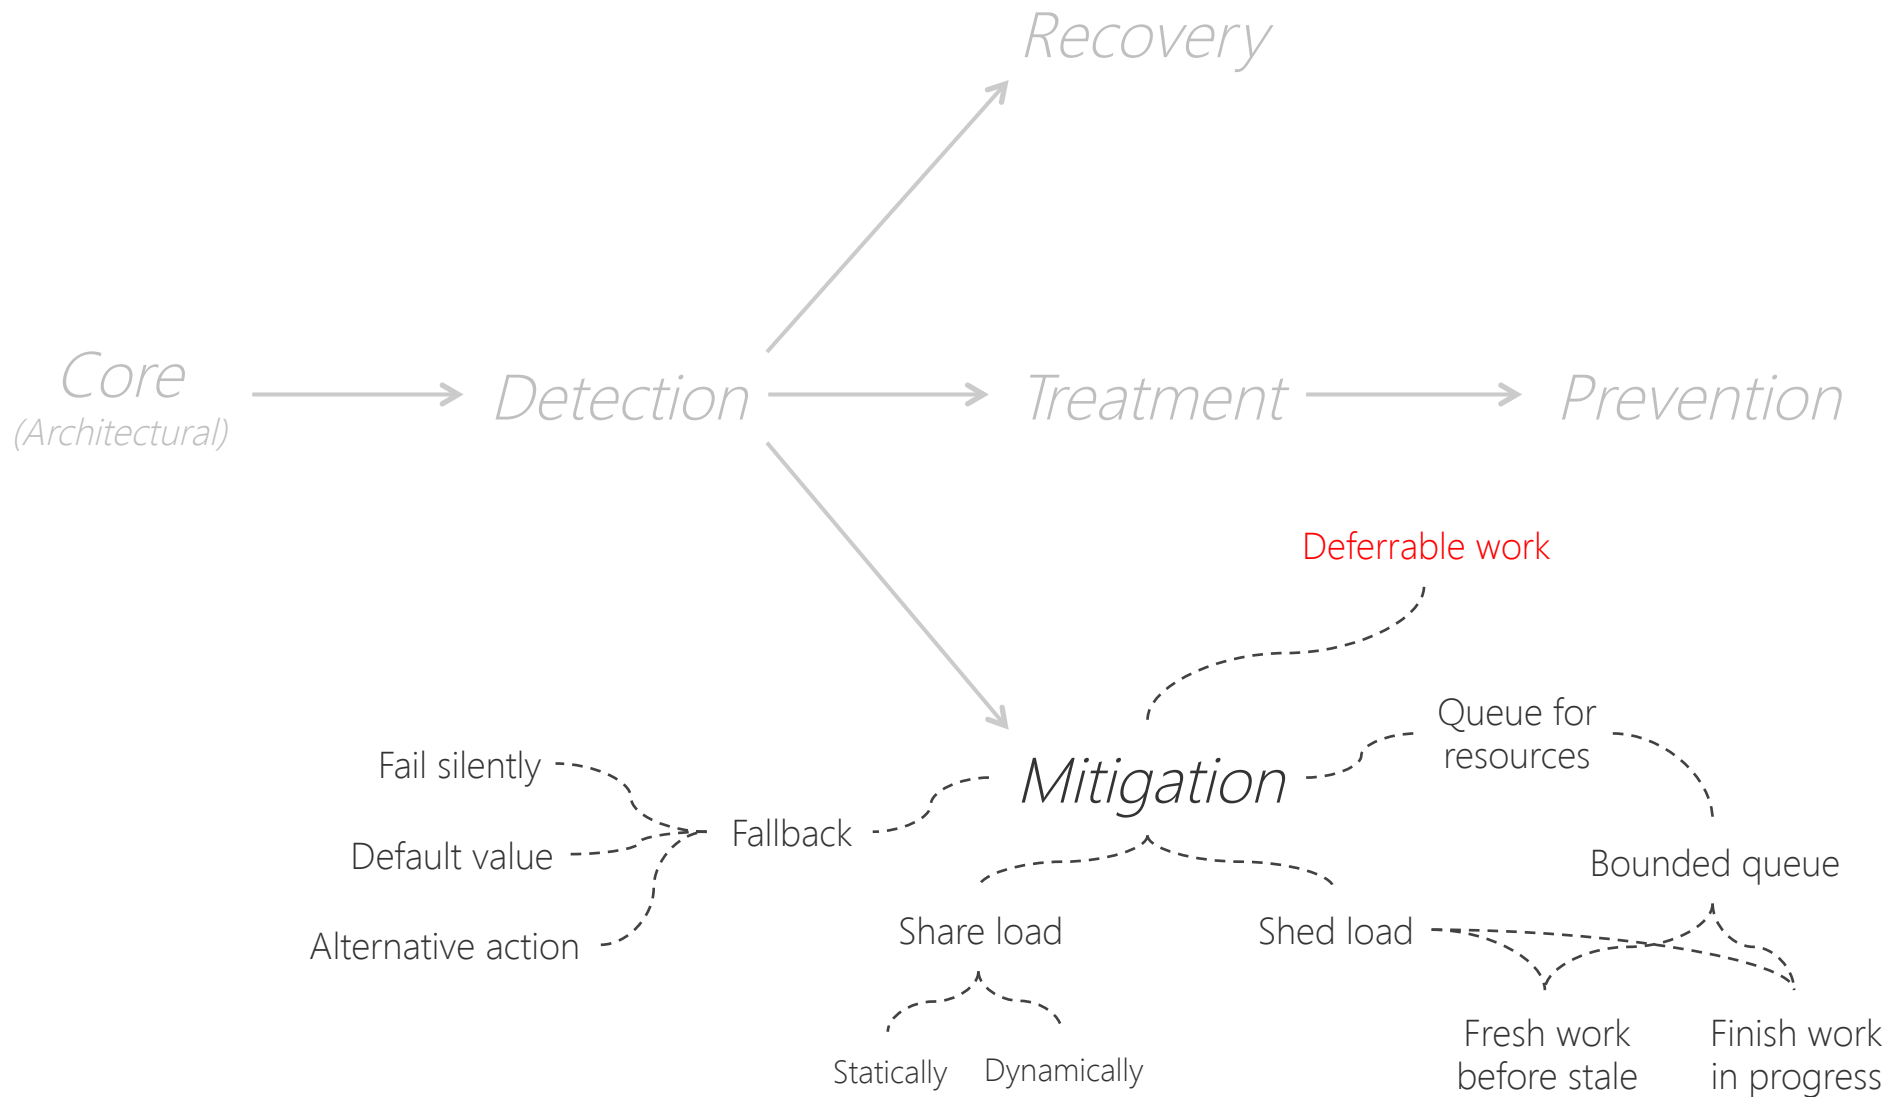 Recovery
Core
(Architectural)
Detection
Treatment
Prevention
Deferrable work
Queue for
resources
Fail silently
Mitigation
Fallback
Default value
Bounded queue
Alternative action
Share load
Shed load
Statically
Dynamically
Fresh work
before stale
Finish work
in progress